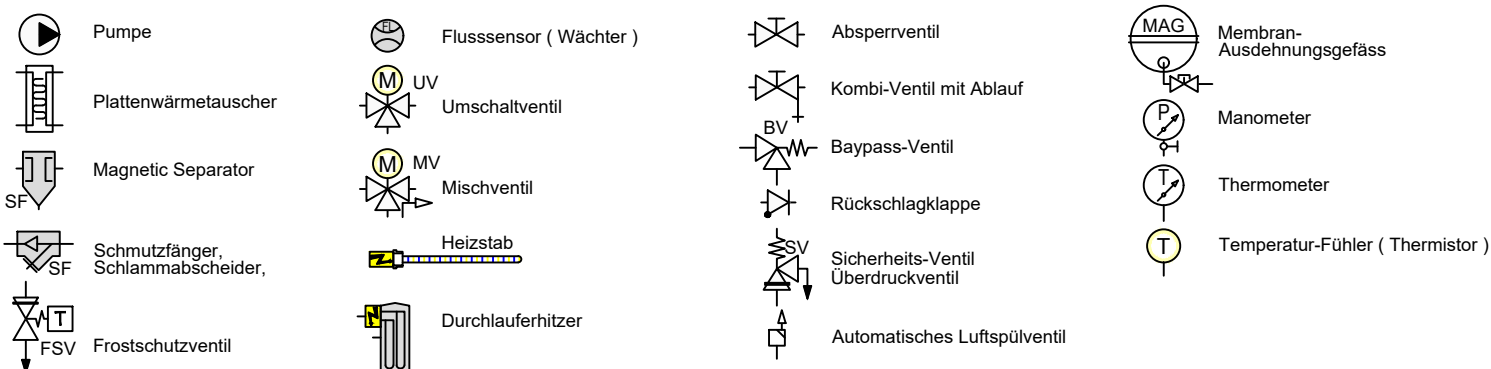 Pumpe
Plattenwärmetauscher
Magnetic Separator
SF
Schmutzfänger,
Schlammabscheider,
SF
T
FSV
Frostschutzventil
FL
Flusssensor ( Wächter )
M
UV
Umschaltventil
M
MV
Mischventil
Heizstab
Durchlauferhitzer
Absperrventil
Kombi-Ventil mit Ablauf
BV
Baypass-Ventil
Rückschlagklappe
SV
Sicherheits-Ventil
Überdruckventil
Automatisches Luftspülventil
MAG
Membran-
Ausdehnungsgefäss
P
Manometer
T
Thermometer
T
Temperatur-Fühler ( Thermistor )